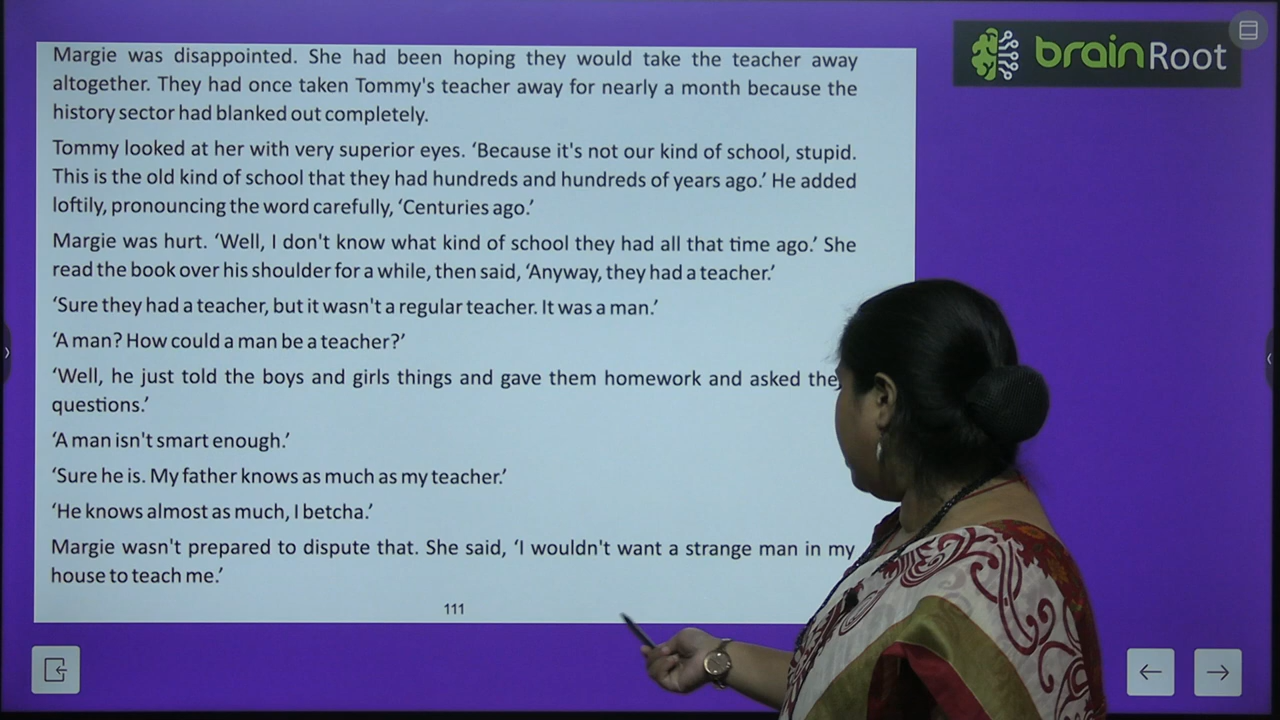 Margie was disappointed. She had been hoping they would take the teacher away
altogether. They had once taken Tommy's teacher away for nearly a month because the
history sector had blanked out completely.
Tommy looked at her with very superior eyes. ‘Because it's not our kind of school, stupid.
This is the old kind of school that they had hundreds and hundreds of years ago.’ He added
loftily, pronouncing the word carefully, ‘Centuries ago.’
Margie was hurt. ‘Well, I don't know what kind of school they had all that time ago.’ She
read the book over his shoulder for a while, then said, ‘Anyway, they had a teacher.’
‘Sure they had a teacher, but it wasn't a regular teacher. It was a man.’
‘A man? How could a man be a teacher?’
‘Well, he just told the boys and girls things and gave them homework and asked
questions.’
‘A man isn't smart enough.’
‘Sure he is. My father knows as much as my teacher.’
‘He knows almost as much, I betcha.’
Margie wasn't prepared to dispute that. She said, ‘I wouldn't want a strange man in my
house to teach me.’
111
brainRoot